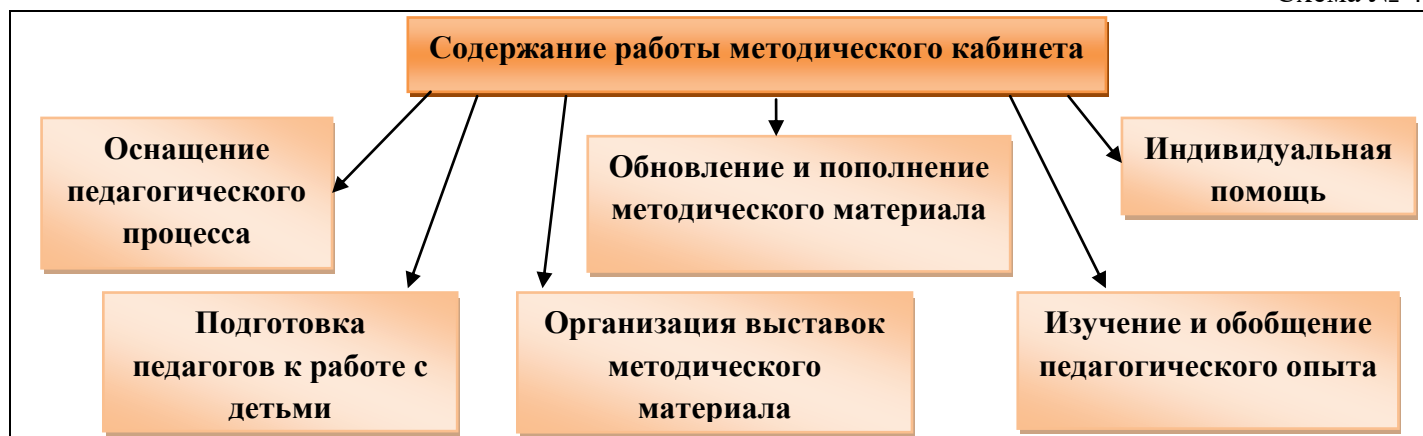 Содержание работы методического кабинета
Оснащение
педагогического
процесса
Обновление и пополнение
методического материала
Индивидуальная
помощь
Подготовка
педагогов к работе с
детьми
Организация выставок
методического
материала
Изучение и обобщение
педагогического опыта